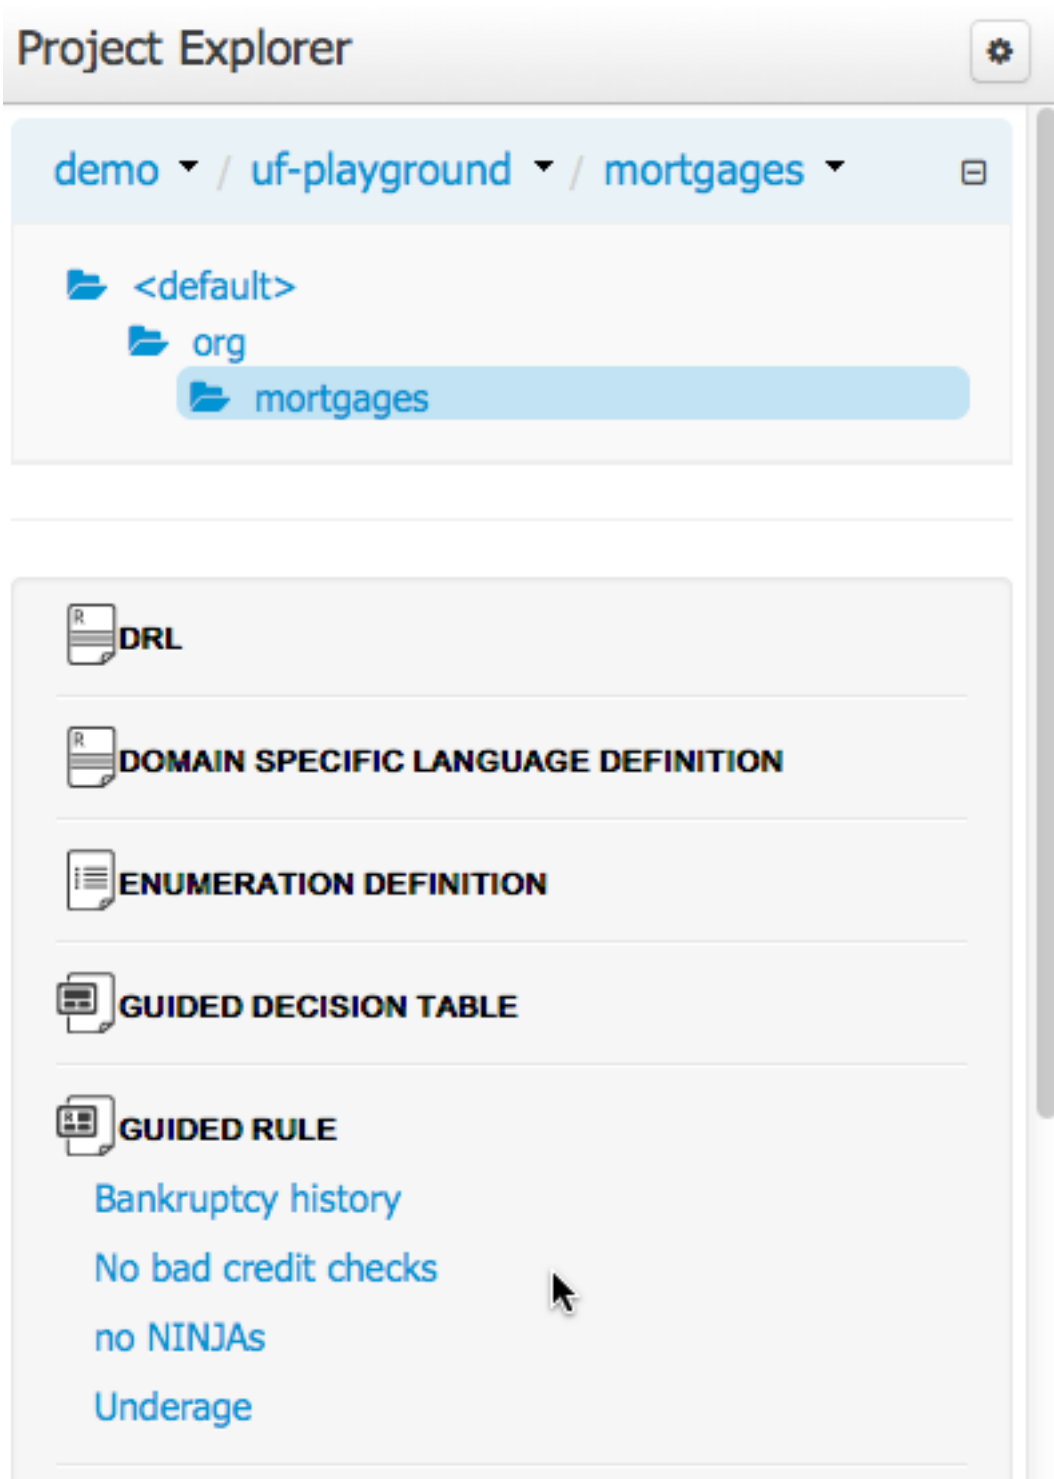 Project Explorer
demo / uf-playground / mortgages
<default>
org
mortgages
DRL
DOMAIN SPECIFIC LANGUAGE DEFINITION
ENUMERATION DEFINITION
GUIDED DECISION TABLE
GUIDED RULE
Bankruptcy history
No bad credit checks
no NINJAs
Underage